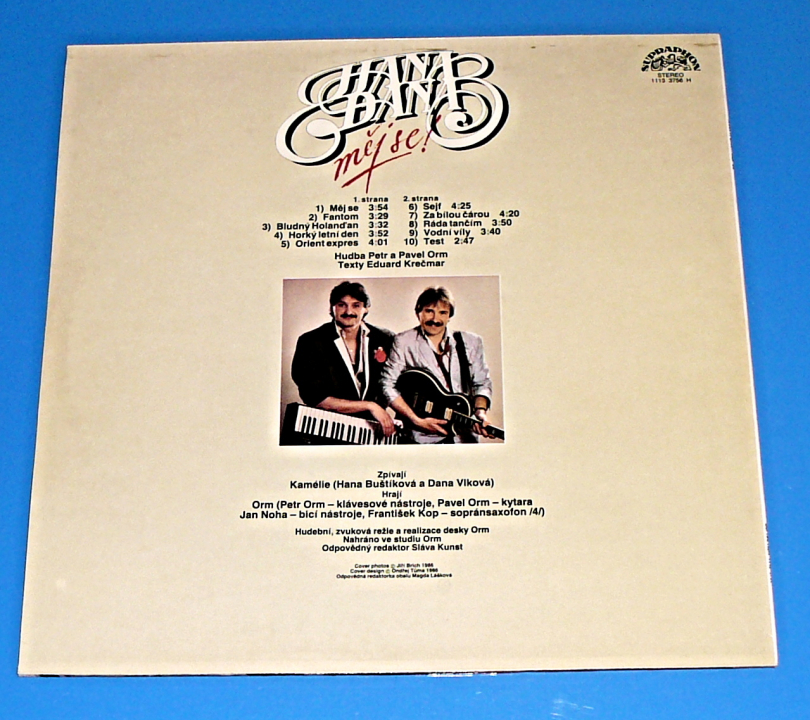 HANA
DANA
měj se!
SUPRAPHON
STEREO
1113 3756 H
1. strana
1) Měj se 3:54
2) Fantom 3:29
3) Bludný Holanďan 3:32
4) Horký letní den 3:52
5) Orient expres 4:01
2. strana
6) Sejf 4:25
7) Za bílou čárou 4:20
8) Ráda tančím 3:50
9) Vodní víly 3:40
10) Test 2:47
Hudba Petr a Pavel Orm
Texty Eduard Krečmar
Zpívají
Kamélie (Hana Buštíková a Dana Vlková)
Hrají
Orm (Petr Orm – klávesové nástroje, Pavel Orm – kytara
Jan Noha – bicí nástroje, František Kop – sopránsaxofon /4/)
Hudební, zvuková režie a realizace desky Orm
Nahráno ve studiu Orm
Odpovědný redaktor Sláva Kunst
Cover photos © Jiří Brich 1986
Cover design © Ondřej Tůma 1986
Odpovědná redaktorka obalu Magda Lásková